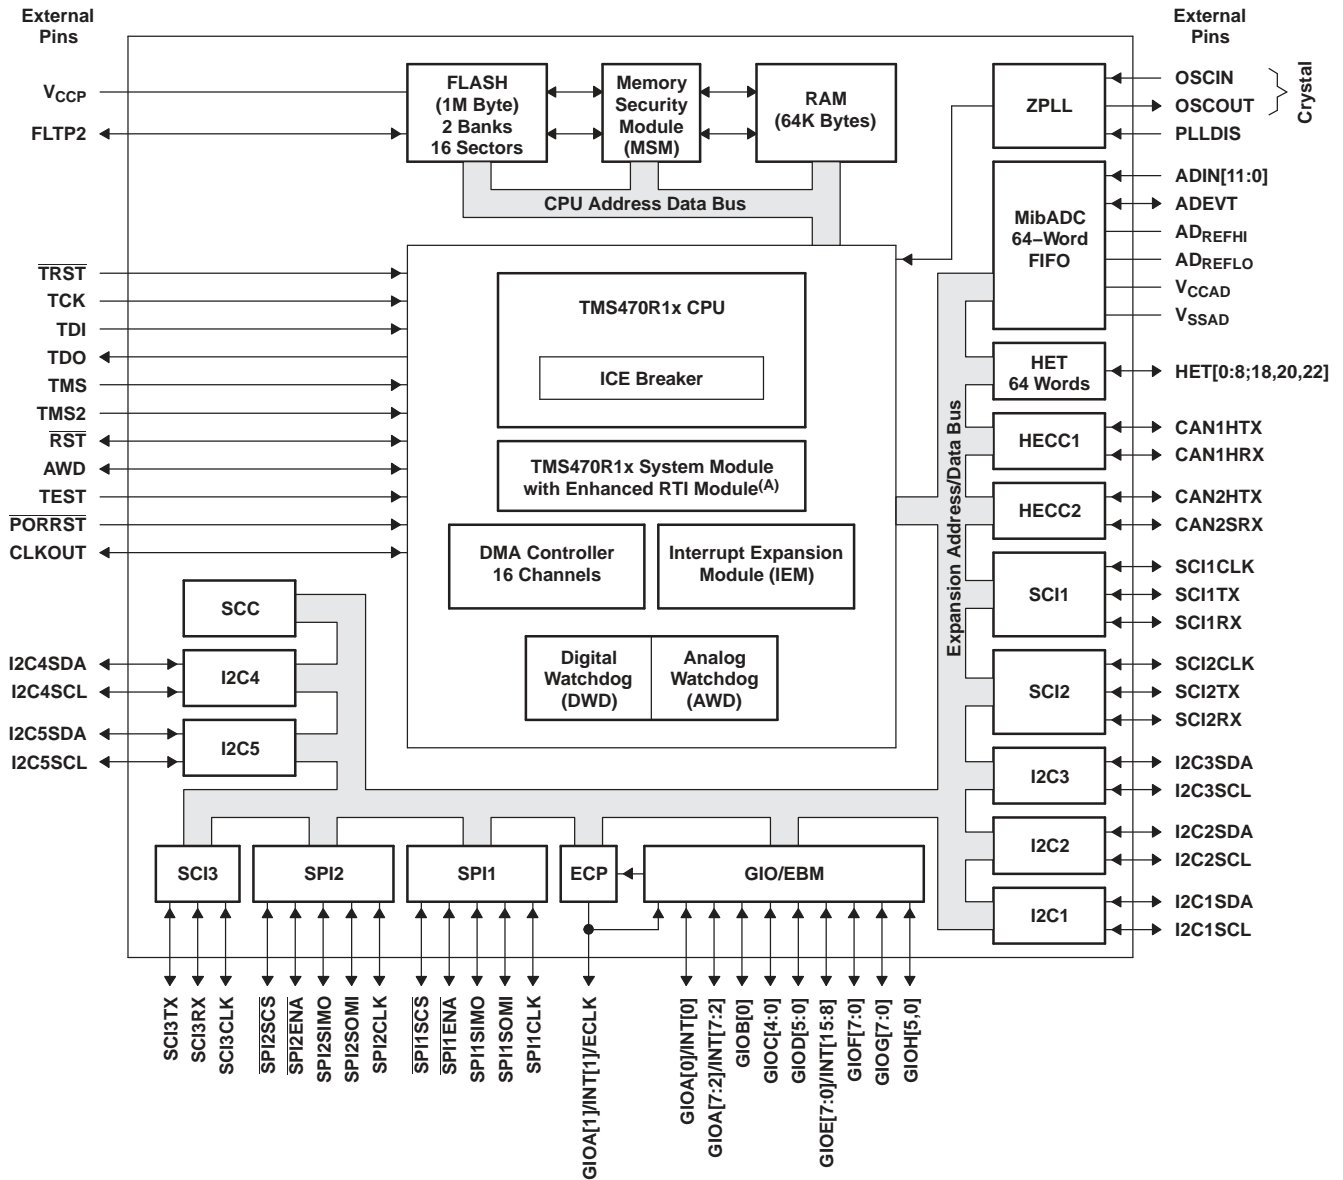 External
Pins
External
Pins
VCCP
FLTP2
FLASH
(1M Byte)
2 Banks
16 Sectors
Memory
Security
Module
(MSM)
RAM
(64K Bytes)
CPU Address Data Bus
ZPLL
OSCIN
OSCOUT
PLLDIS
Crystal
MibADC
64–Word
FIFO
ADIN[11:0]
ADEVT
ADREFHI
ADREFLO
VCCAD
VSSAD
TRST
TCK
TDI
TDO
TMS
TMS2
RST
AWD
TEST
PORRST
CLKOUT
TMS470R1x CPU
ICE Breaker
TMS470R1x System Module
with Enhanced RTI Module(A)
DMA Controller
16 Channels
Interrupt Expansion
Module (IEM)
Digital
Watchdog
(DWD)
Analog
Watchdog
(AWD)
Expansion Address/Data Bus
HET
64 Words
HET[0:8;18,20,22]
HECC1
CAN1HTX
CAN1HRX
HECC2
CAN2HTX
CAN2SRX
SCI1
SCI1CLK
SCI1TX
SCI1RX
SCI2
SCI2CLK
SCI2TX
SCI2RX
I2C3
I2C3SDA
I2C3SCL
I2C2
I2C2SDA
I2C2SCL
I2C1
I2C1SDA
I2C1SCL
SCC
I2C4SDA
I2C4SCL
I2C4
I2C5SDA
I2C5SCL
I2C5
SCI3
SPI2
SPI1
ECP
GIO/EBM
SCI3TX
SCI3RX
SCI3CLK
SPI2SCS
SPI2ENA
SPI2SIMO
SPI2SOMI
SPI2CLK
SPI1SCS
SPI1ENA
SPI1SIMO
SPI1SOMI
SPI1CLK
GIOA[1]/INT[1]/ECLK
GIOA[0]/INT[0]
GIOA[7:2]/INT[7:2]
GIOB[0]
GIOC[4:0]
GIOD[5:0]
GIOE[7:0]/INT[15:8]
GIOF[7:0]
GIOG[7:0]
GIOH[5,0]